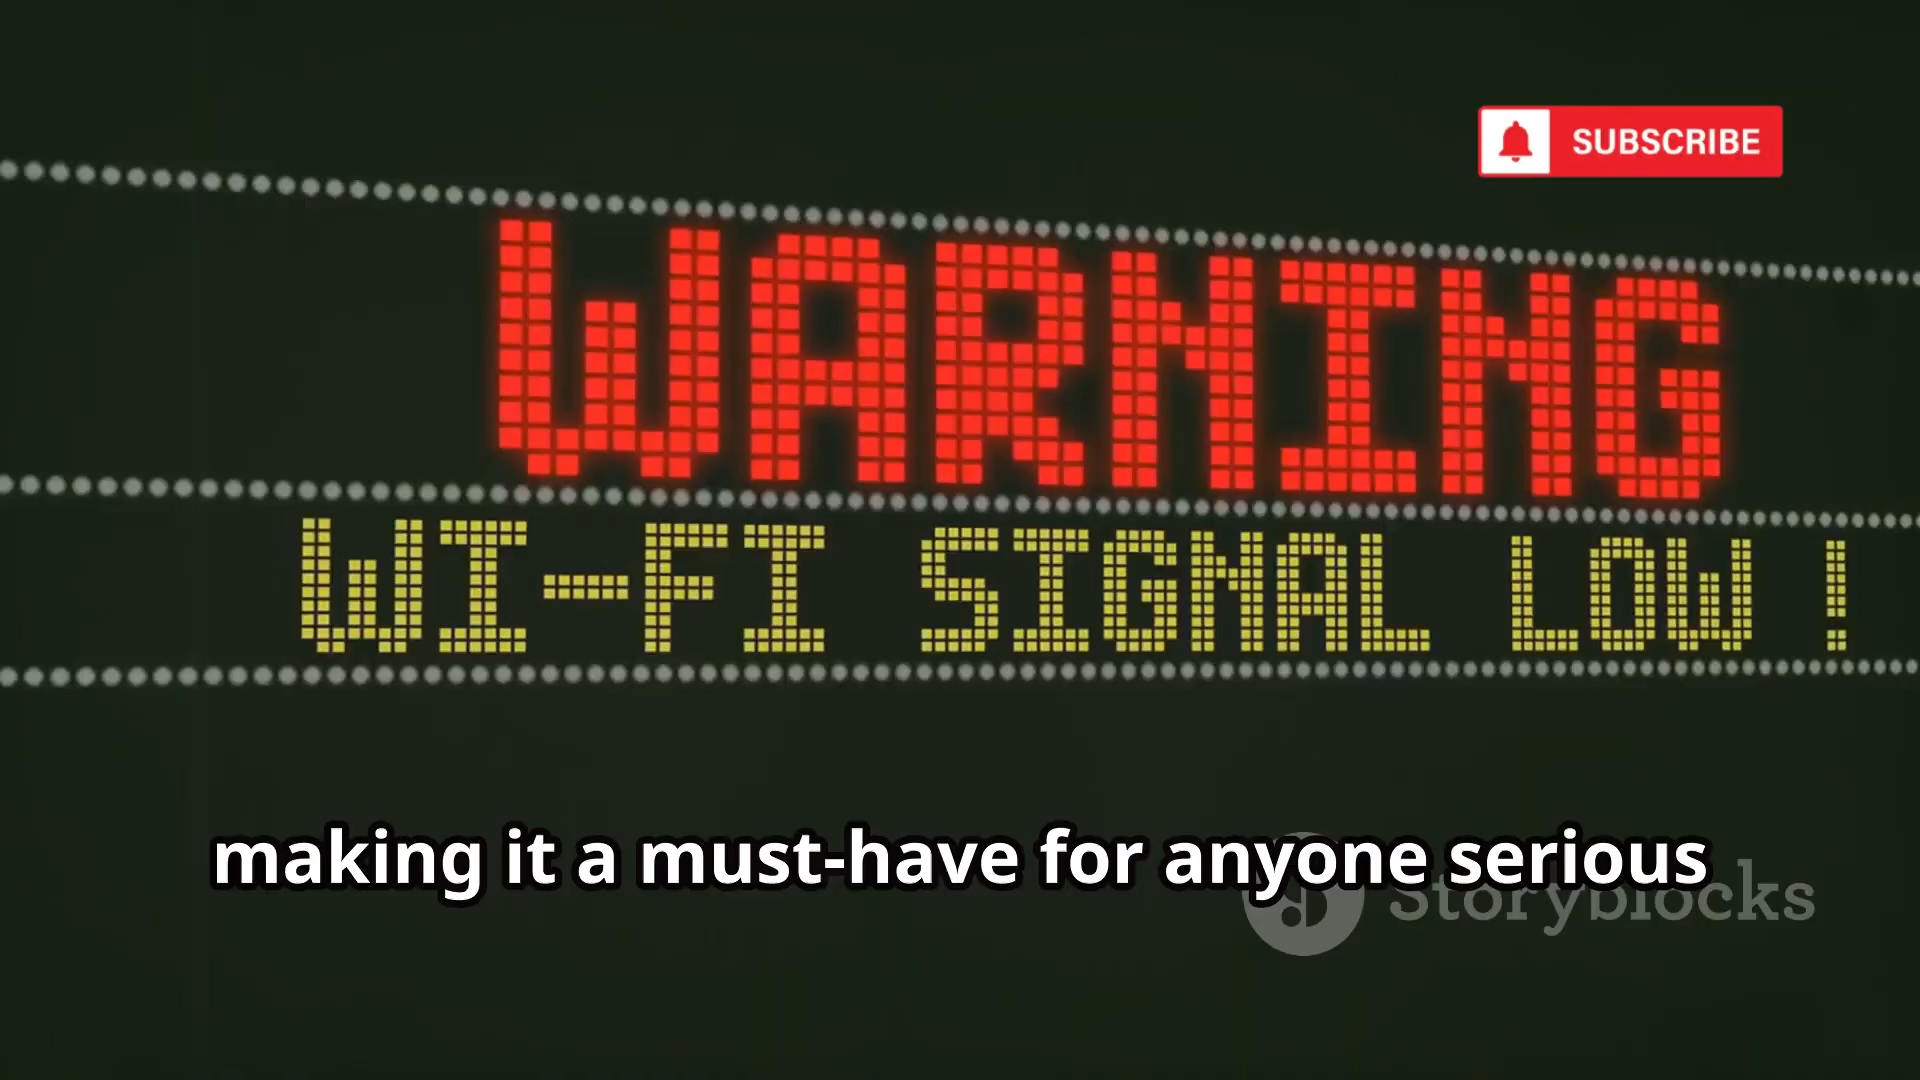 SUBSCRIBE
WARNING
WI-FI SIGNAL LOW !
making it a must-have for anyone serious
Storyblocks